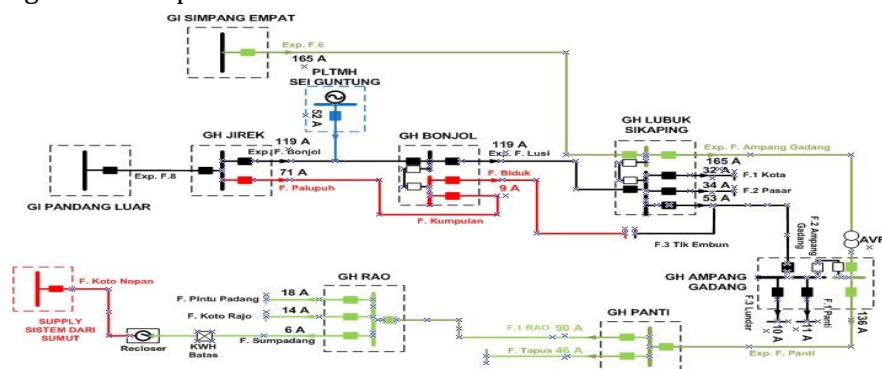 GI SIMPANG EMPAT
Exp. F.6
165 A
PLTMH
SEI GUNTUNG
52 A
GH JIREK
119 A
Exp. F. Bonjol
71 A
F. Palupuh
Exp. F.8
GI PANDANG LUAR
GH BONJOL
119 A
Exp. F. Lusi
F. Biduk
9 A
F. Kumpulan
GH LUBUK
SIKAPING
Exp. F. Ampang Gadang
165 A
32 A
F.1 Kota
34 A
F.2 Pasar
53 A
F.3 Tlk Embun
F.2 Ampang
Gadang
AVR
GH AMPANG
GADANG
F.3 Lundar
10 A
F.1 Panti
11 A
136 A
Exp. F. Panti
GH PANTI
F.1 RAO 90 A
F. Tapus 46 A
GH RAO
F. Pintu Padang
18 A
F. Koto Rajo
14 A
6 A
F. Sumpadang
KWH
Batas
Recloser
F. Koto Nopan
SUPPLY
SISTEM DARI
SUMUT